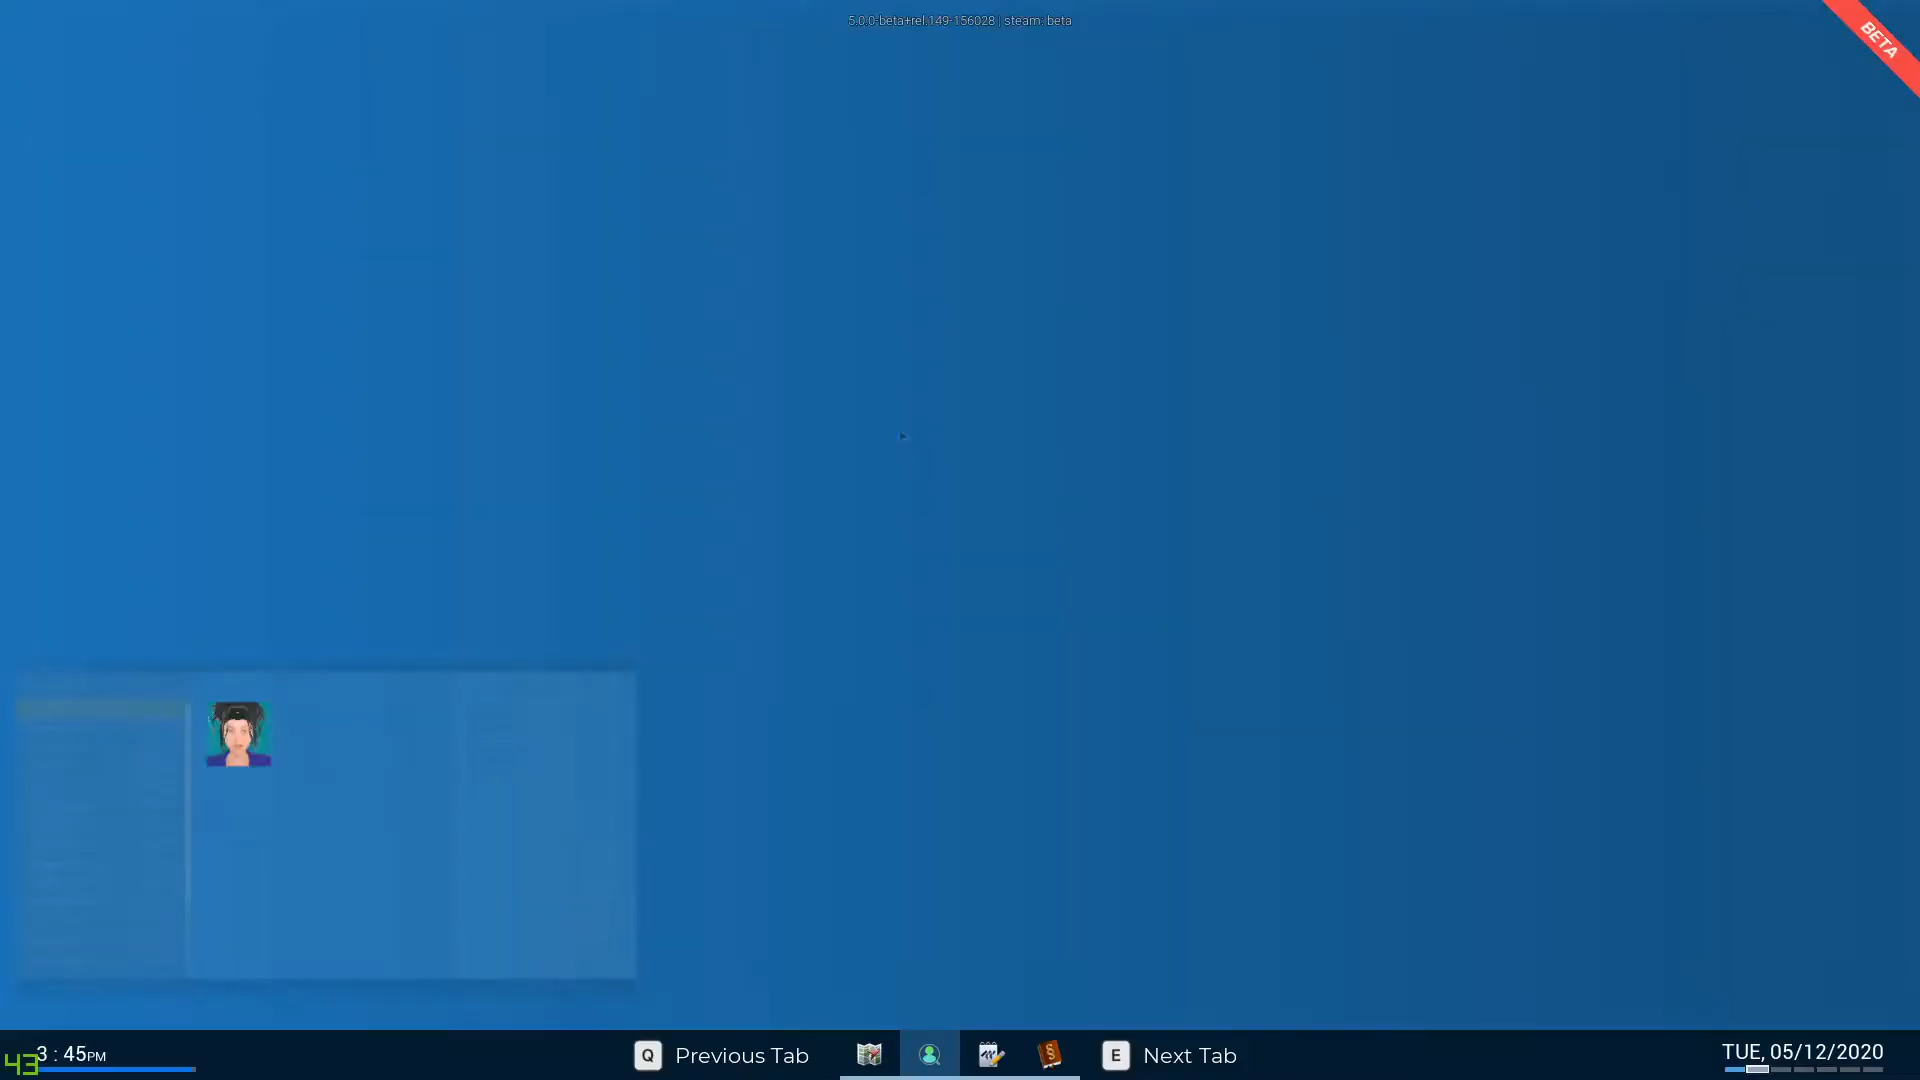 5.0.0-beta+rel.149-156028 | steam: beta
BETA
43
3 : 45PM
Q Previous Tab
§
E Next Tab
TUE, 05/12/2020